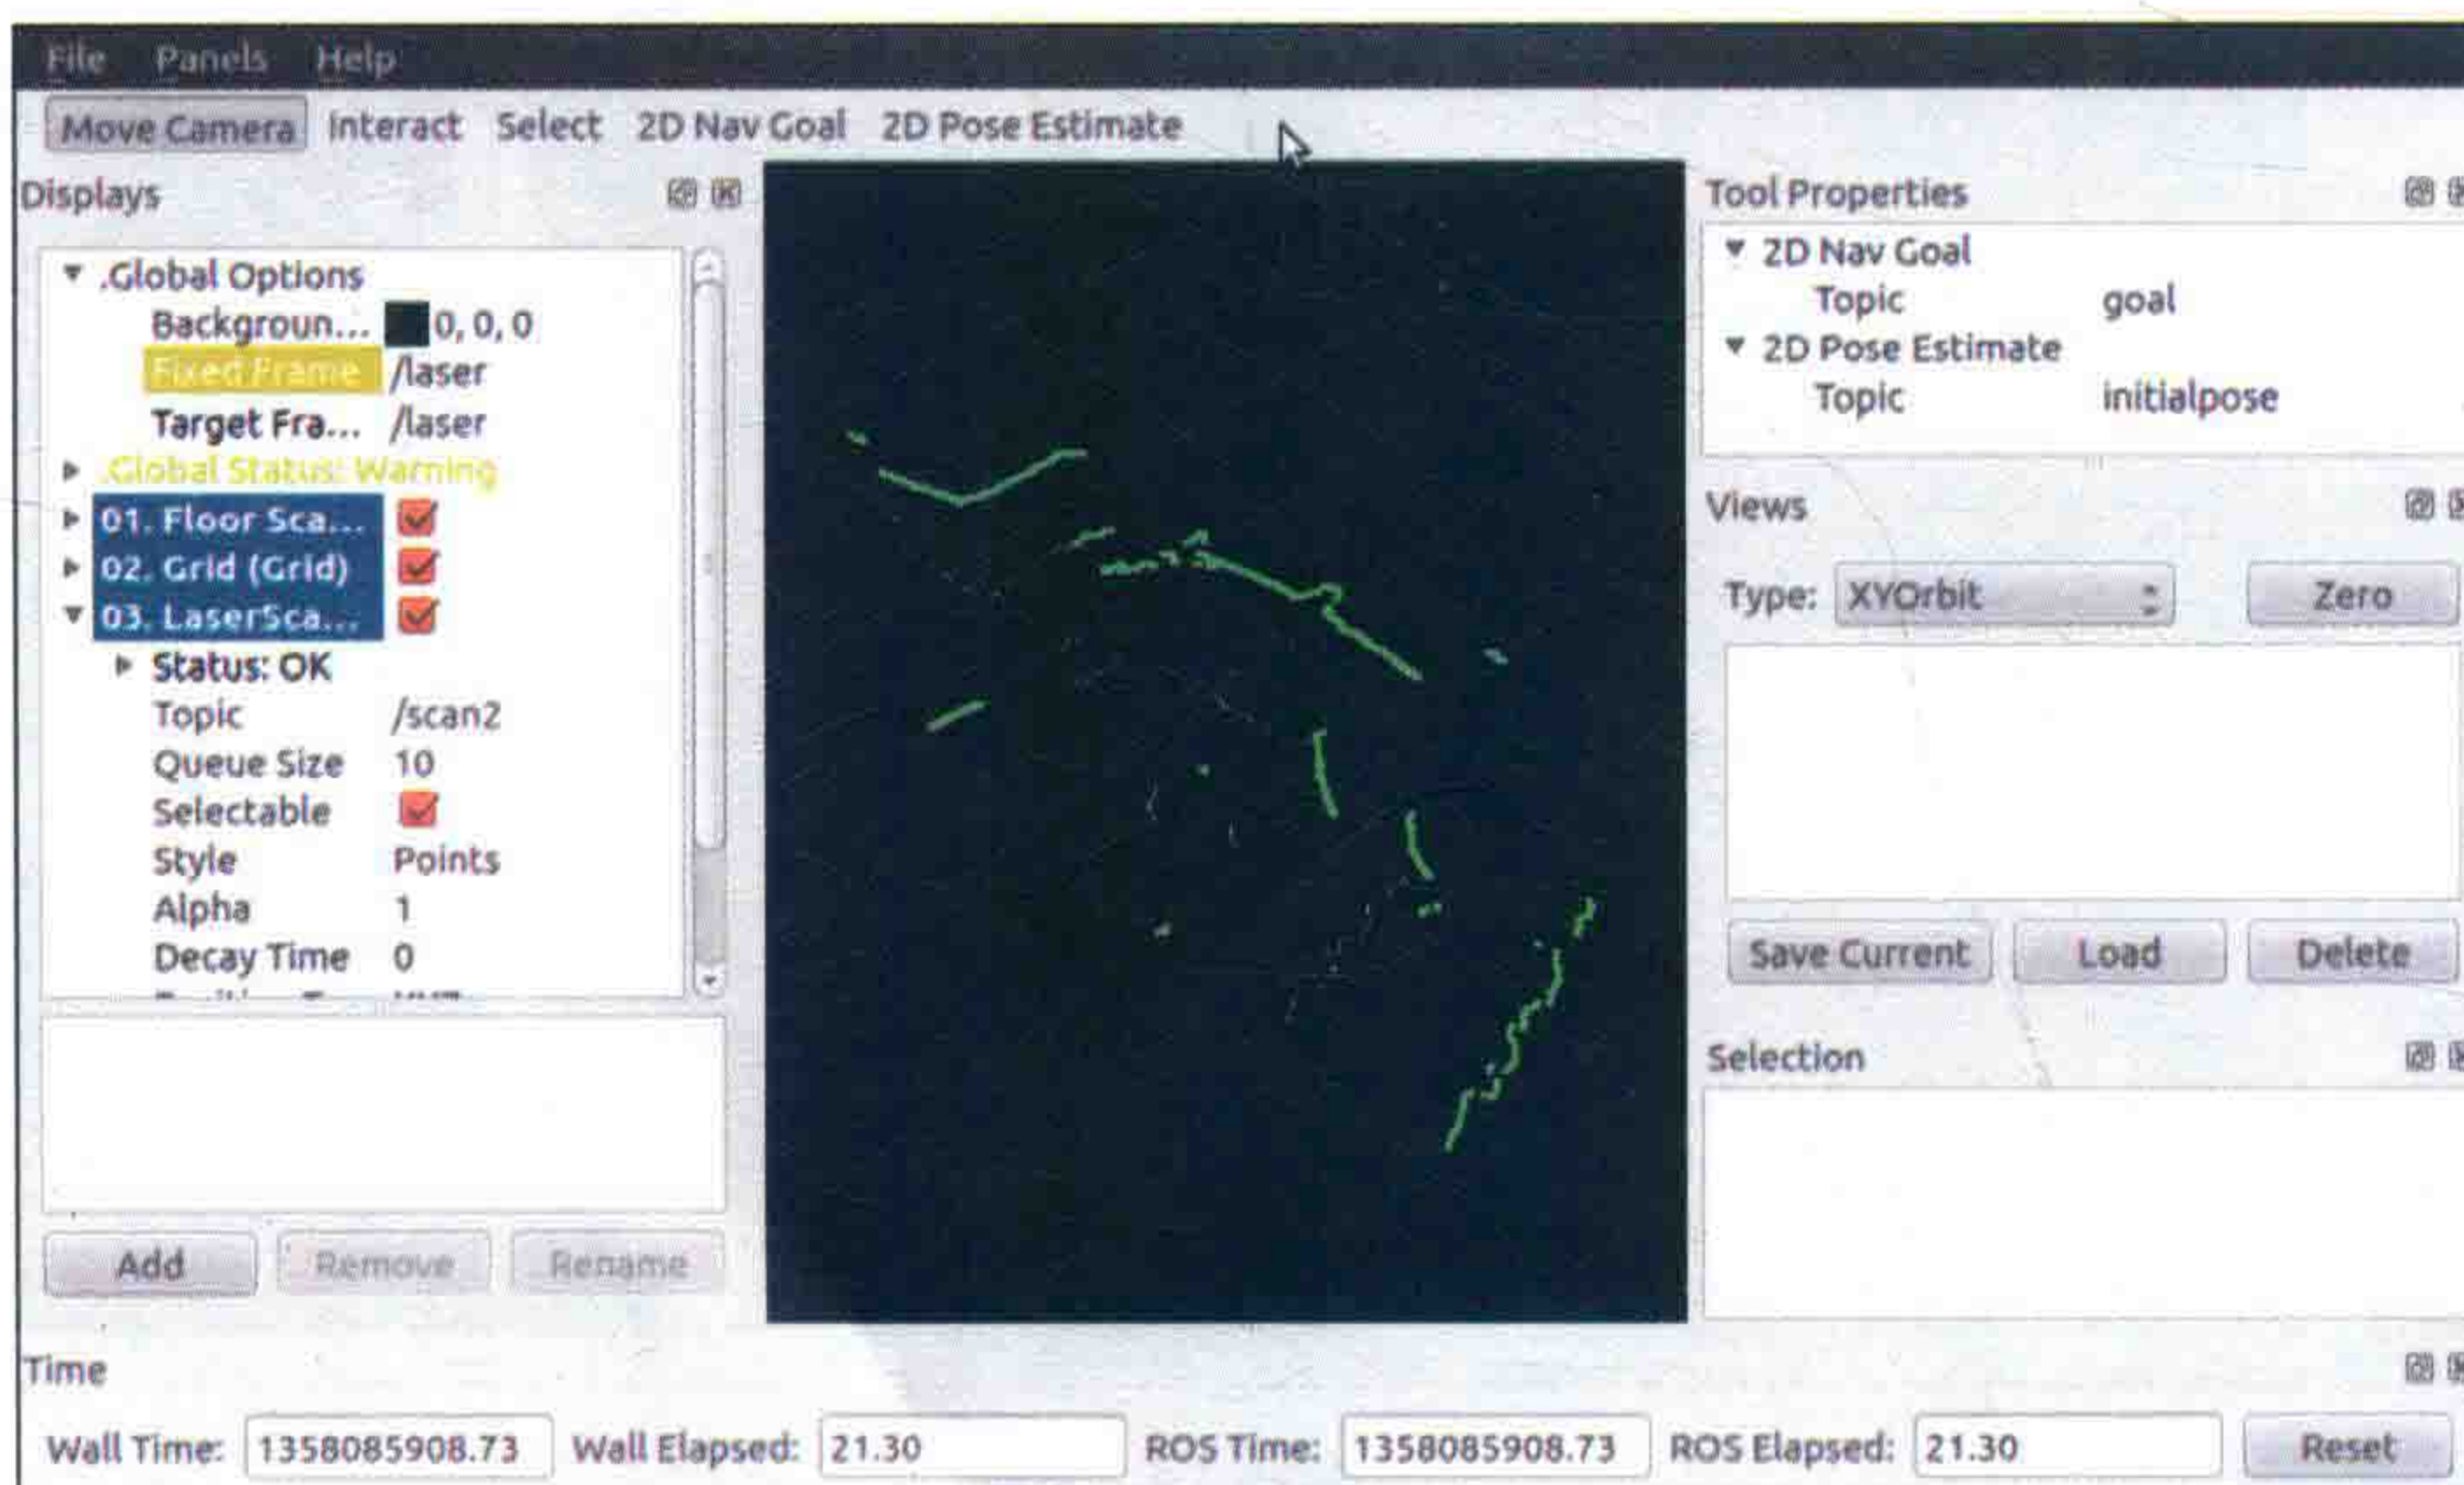 File Panels Help
Move Camera Interact Select 2D Nav Goal 2D Pose Estimate
Displays
.Global Options
Backgroun... 0, 0, 0
Fixed Frame /laser
Target Fra... /laser
.Global Status: Warning
01. Floor Sca...
02. Grid (Grid)
03. LaserSca...
Status: OK
Topic /scan2
Queue Size 10
Selectable
Style Points
Alpha 1
Decay Time 0
Add Remove Rename
Tool Properties
2D Nav Goal
Topic goal
2D Pose Estimate
Topic initialpose
Views
Type: XYOrbit Zero
Save Current Load Delete
Selection
Time
Wall Time: 1358085908.73 Wall Elapsed: 21.30 ROS Time: 1358085908.73 ROS Elapsed: 21.30 Reset